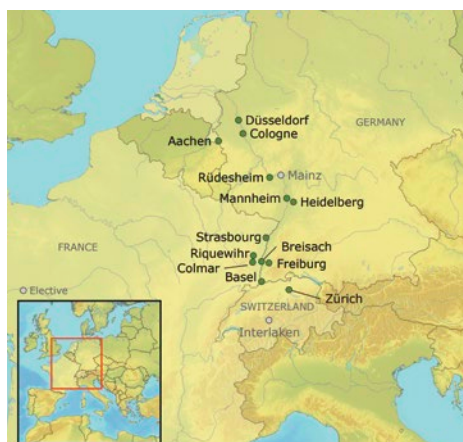 Düsseldorf
Cologne
GERMANY
Aachen
Rüdesheim
Mainz
Mannheim
Heidelberg
Strasbourg
FRANCE
Riquewihr
Breisach
Colmar
Freiburg
Basel
Elective
Zürich
SWITZERLAND
Interlaken